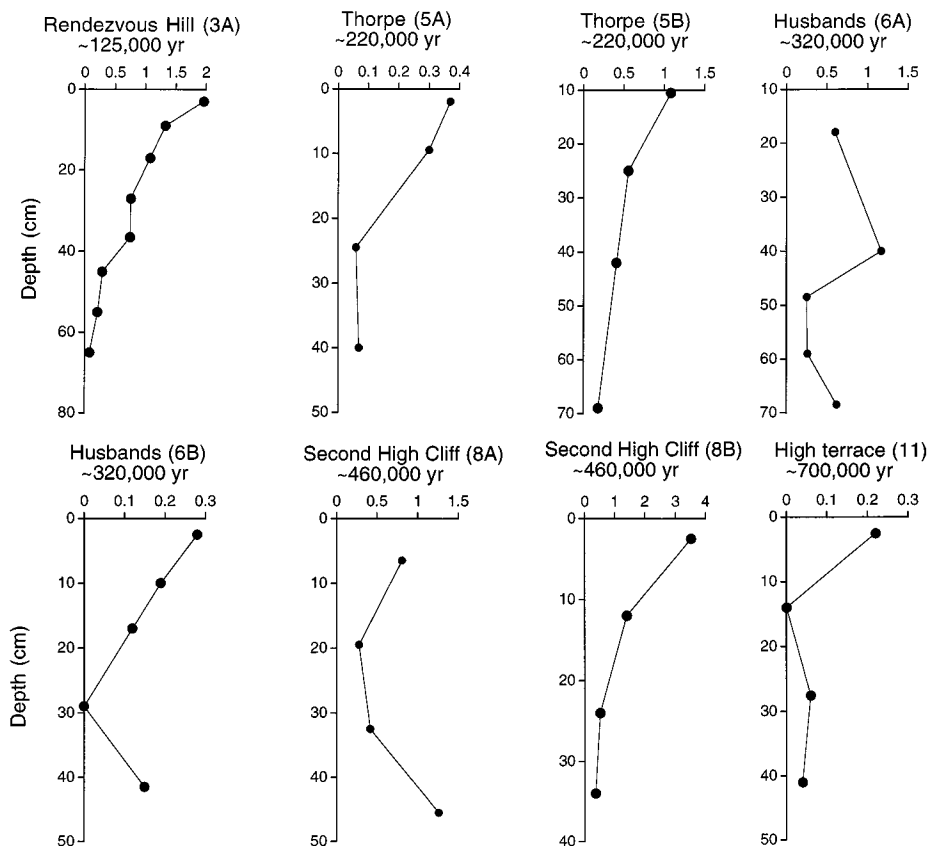 Rendezvous Hill (3A)
~125,000 yr
0 0.5 1 1.5 2
0
20
40
60
80
Depth (cm)
Thorpe (5A)
~220,000 yr
0 0.1 0.2 0.3 0.4
0
10
20
30
40
50
Thorpe (5B)
~220,000 yr
0 0.5 1 1.5
10
20
30
40
50
60
70
Husbands (6A)
~320,000 yr
0 0.5 1 1.5
10
20
30
40
50
60
70
Husbands (6B)
~320,000 yr
0 0.1 0.2 0.3
0
10
20
30
40
50
Depth (cm)
Second High Cliff (8A)
~460,000 yr
0 0.5 1 1.5
0
10
20
30
40
50
Second High Cliff (8B)
~460,000 yr
0 1 2 3 4
0
10
20
30
40
High terrace (11)
~700,000 yr
0 0.1 0.2 0.3
0
10
20
30
40
50